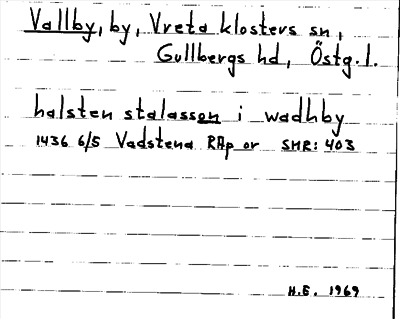 Vallby, by, Vreta klosters sn,
Gullbergs hd, Östg.l.
halsten stalasson i wadhby
1436 6/5 Vadstena RAp or SMR: 403
H.E. 1969